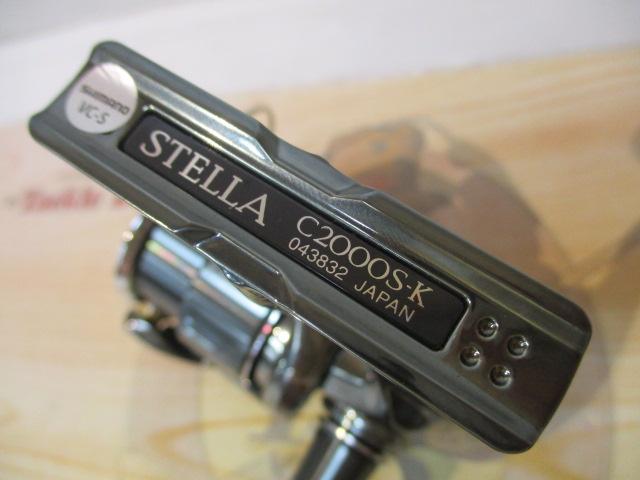 SHIMANO
VC-S
STELLA
C2000S-K
043832 JAPAN